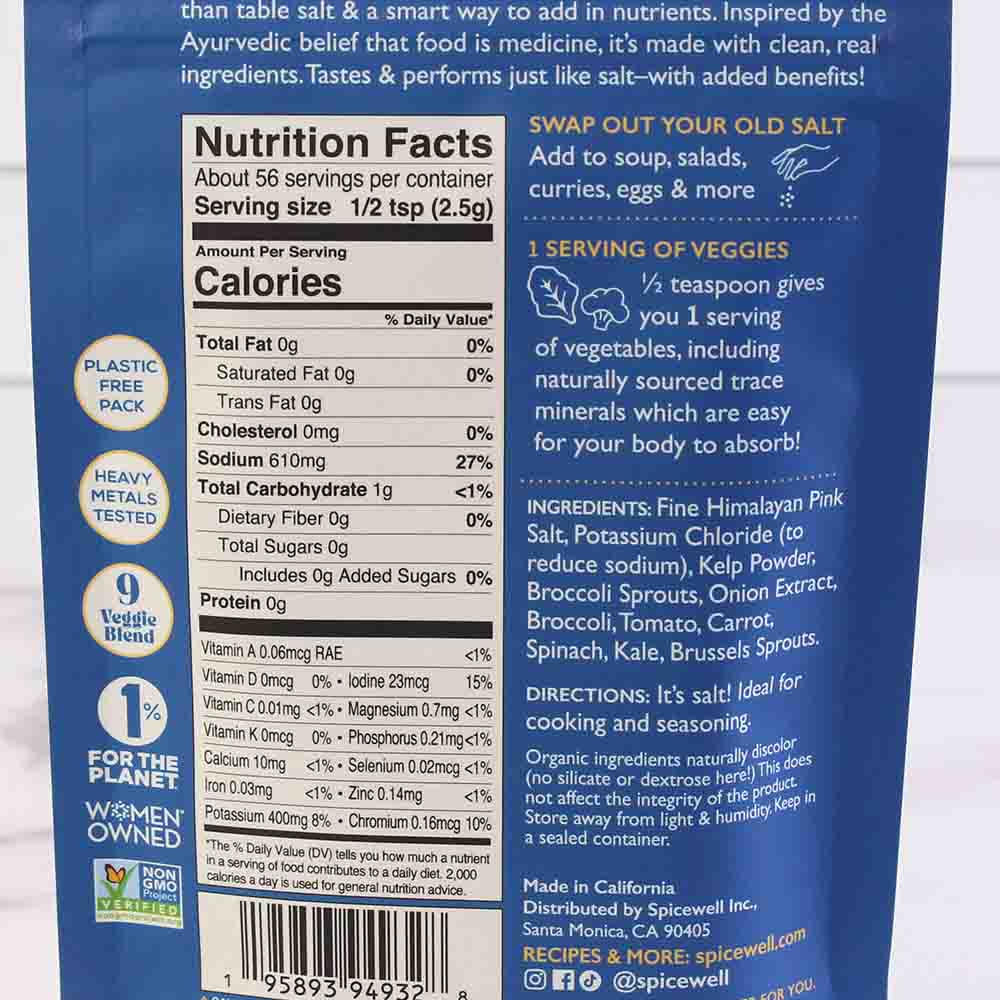 than table salt & a smart way to add in nutrients. Inspired by the
Ayurvedic belief that food is medicine, it's made with clean, real
ingredients. Tastes & performs just like salt–with added benefits!
Nutrition Facts
About 56 servings per container
Serving size 1/2 tsp (2.5g)
Amount Per Serving
Calories
% Daily Value*
Total Fat 0g 0%
Saturated Fat 0g 0%
Trans Fat 0g
Cholesterol 0mg 0%
Sodium 610mg 27%
Total Carbohydrate 1g <1%
Dietary Fiber 0g 0%
Total Sugars 0g
Includes 0g Added Sugars 0%
Protein 0g
Vitamin A 0.06mcg RAE <1%
Vitamin D 0mcg 0% • Iodine 23mcg 15%
Vitamin C 0.01mg <1% • Magnesium 0.7mg <1%
Vitamin K 0mcg 0% • Phosphorus 0.21mg <1%
Calcium 10mg <1% • Selenium 0.02mcg <1%
Iron 0.03mg <1% • Zinc 0.14mg <1%
Potassium 400mg 8% • Chromium 0.16mcg 10%
*The % Daily Value (DV) tells you how much a nutrient
in a serving of food contributes to a daily diet. 2,000
calories a day is used for general nutrition advice.
1 95893 94932 8
SWAP OUT YOUR OLD SALT
Add to soup, salads,
curries, eggs & more
1 SERVING OF VEGGIES
½ teaspoon gives
you 1 serving
of vegetables, including
naturally sourced trace
minerals which are easy
for your body to absorb!
INGREDIENTS: Fine Himalayan Pink
Salt, Potassium Chloride (to
reduce sodium), Kelp Powder,
Broccoli Sprouts, Onion Extract,
Broccoli, Tomato, Carrot,
Spinach, Kale, Brussels Sprouts.
DIRECTIONS: It's salt! Ideal for
cooking and seasoning.
Organic ingredients naturally discolor
(no silicate or dextrose here!) This does
not affect the integrity of the product.
Store away from light & humidity. Keep in
a sealed container.
Made in California
Distributed by Spicewell Inc.,
Santa Monica, CA 90405
RECIPES & MORE: spicewell.com
@spicewell
FOR YOU.
PLASTIC
FREE
PACK
HEAVY
METALS
TESTED
9
Veggie
Blend
1%
FOR THE
PLANET
WOMEN
OWNED
NON
GMO
Project
VERIFIED
nongmoproject.org